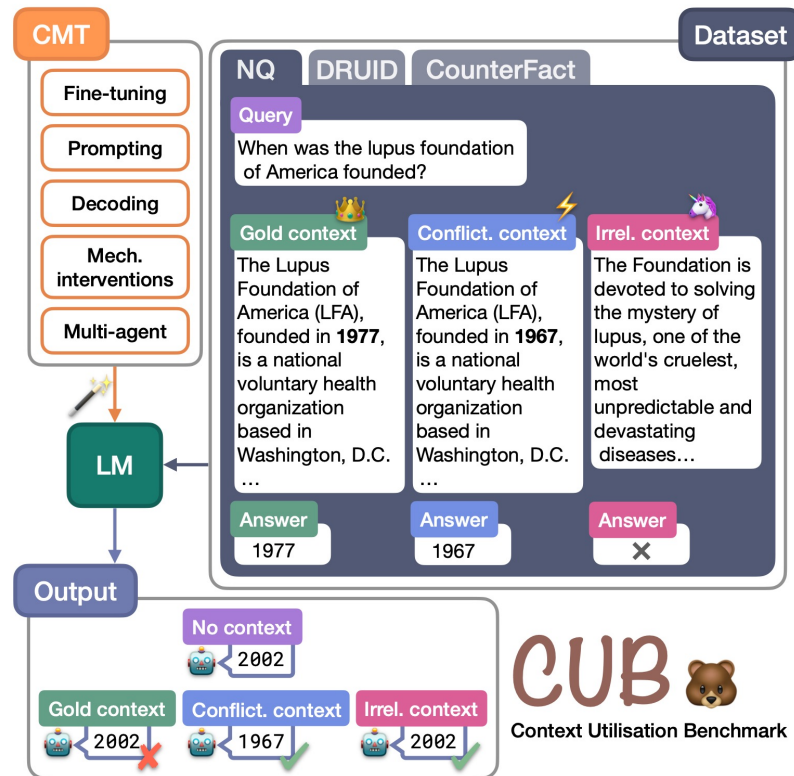 CMT
Fine-tuning
Prompting
Decoding
Mech.
interventions
Multi-agent
LM
Dataset
NQ
DRUID
CounterFact
Query
When was the lupus foundation
of America founded?
Gold context
The Lupus
Foundation of
America (LFA),
founded in 1977,
is a national
voluntary health
organization
based in
Washington, D.C.
...
Answer
1977
Conflict. context
The Lupus
Foundation of
America (LFA),
founded in 1967,
is a national
voluntary health
organization
based in
Washington, D.C.
...
Answer
1967
Irrel. context
The Foundation is
devoted to solving
the mystery of
lupus, one of the
world's cruelest,
most
unpredictable and
devastating
diseases...
Answer
Output
No context
2002
Gold context
2002
Conflict. context
1967
Irrel. context
2002
CUB
Context Utilisation Benchmark